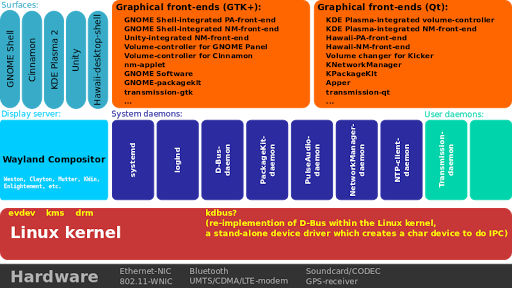 Surfaces:
GNOME Shell
Cinnamon
KDE Plasma 2
Unity
Hawaii-desktop-shell
Graphical front-ends (GTK+):
GNOME Shell-integrated PA-front-end
GNOME Shell-integrated NM-front-end
Unity-integrated NM-front-end
Volume-controller for GNOME Panel
Volume-controller for Cinnamon
nm-applet
GNOME Software
GNOME-packagekit
transmission-gtk
...
Graphical front-ends (Qt):
KDE Plasma-integrated volume-controller
KDE Plasma-integrated NM-front-end
Hawaii-PA-front-end
Hawaii-NM-front-end
Volume changer for Kicker
KNetworkManager
KPackageKit
Apper
transmission-qt
...
Display server:
Wayland Compositor
Weston, Clayton, Mutter, KWin,
Enlightement, etc.
System daemons:
systemd
logind
D-Bus-
daemon
PackageKit-
daemon
PulseAudio-
daemon
NetworkManager-
daemon
NTP-client-
daemon
User daemons:
Transmission-
daemon
evdev kms drm
Linux kernel
kdbus?
(re-implemention of D-Bus within the Linux kernel,
a stand-alone device driver which creates a char device to do IPC)
Hardware
Ethernet-NIC
802.11-WNIC
Bluetooth
UMTS/CDMA/LTE-modem
Soundcard/CODEC
GPS-receiver